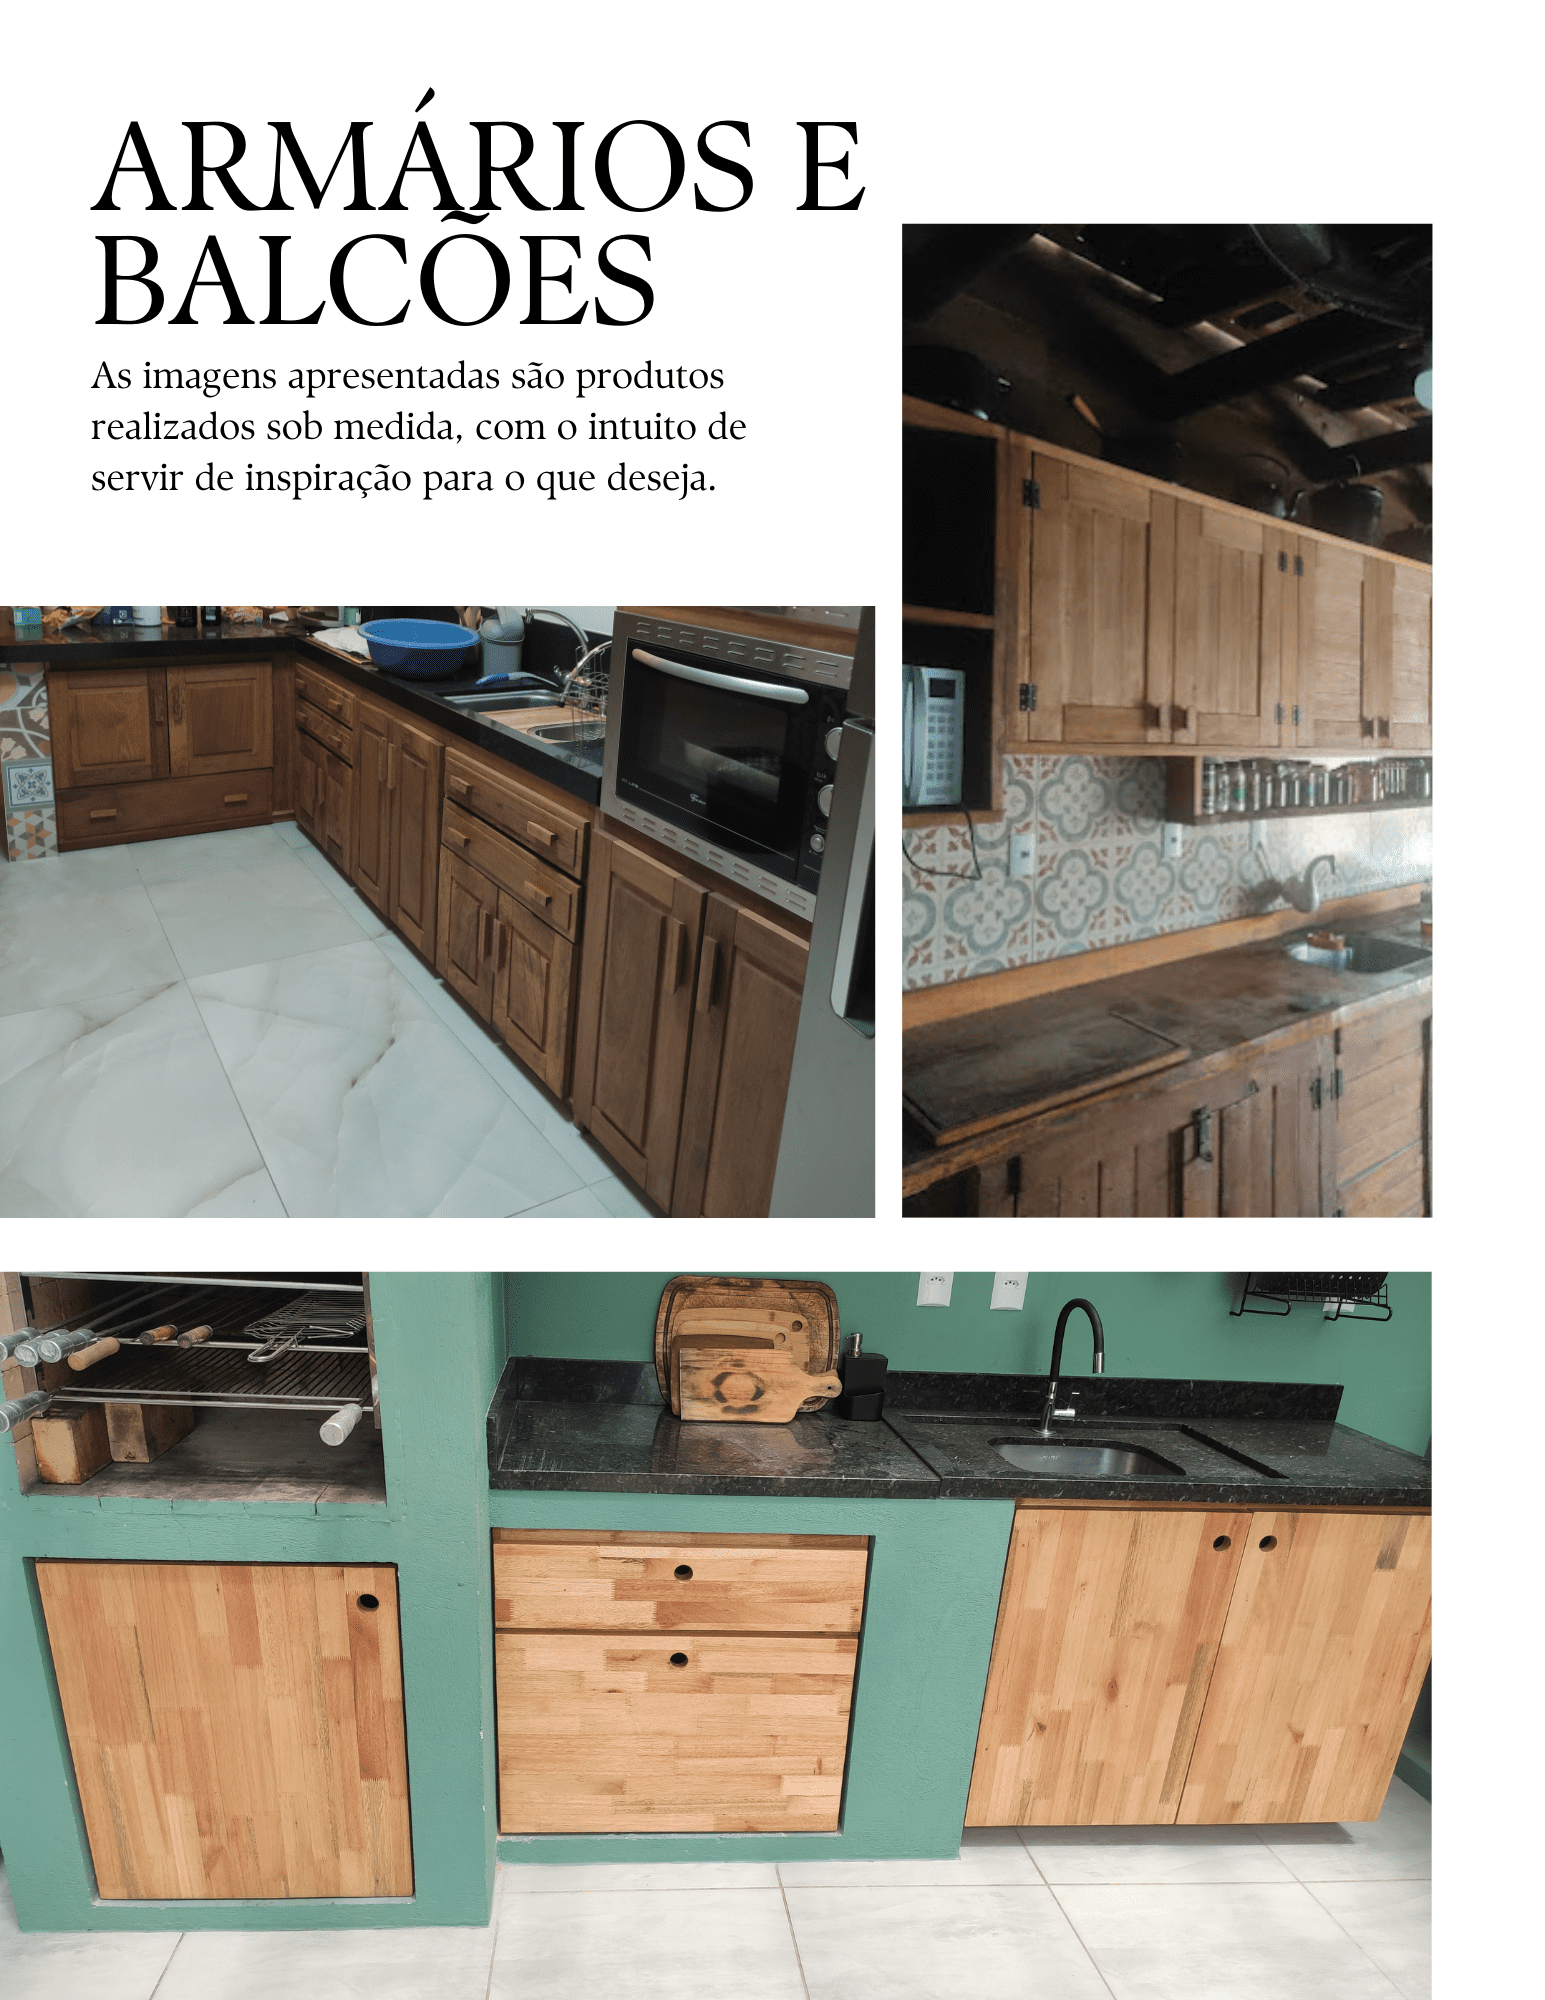 ARMÁRIOS E
BALCÕES
As imagens apresentadas são produtos
realizados sob medida, com o intuito de
servir de inspiração para o que deseja.